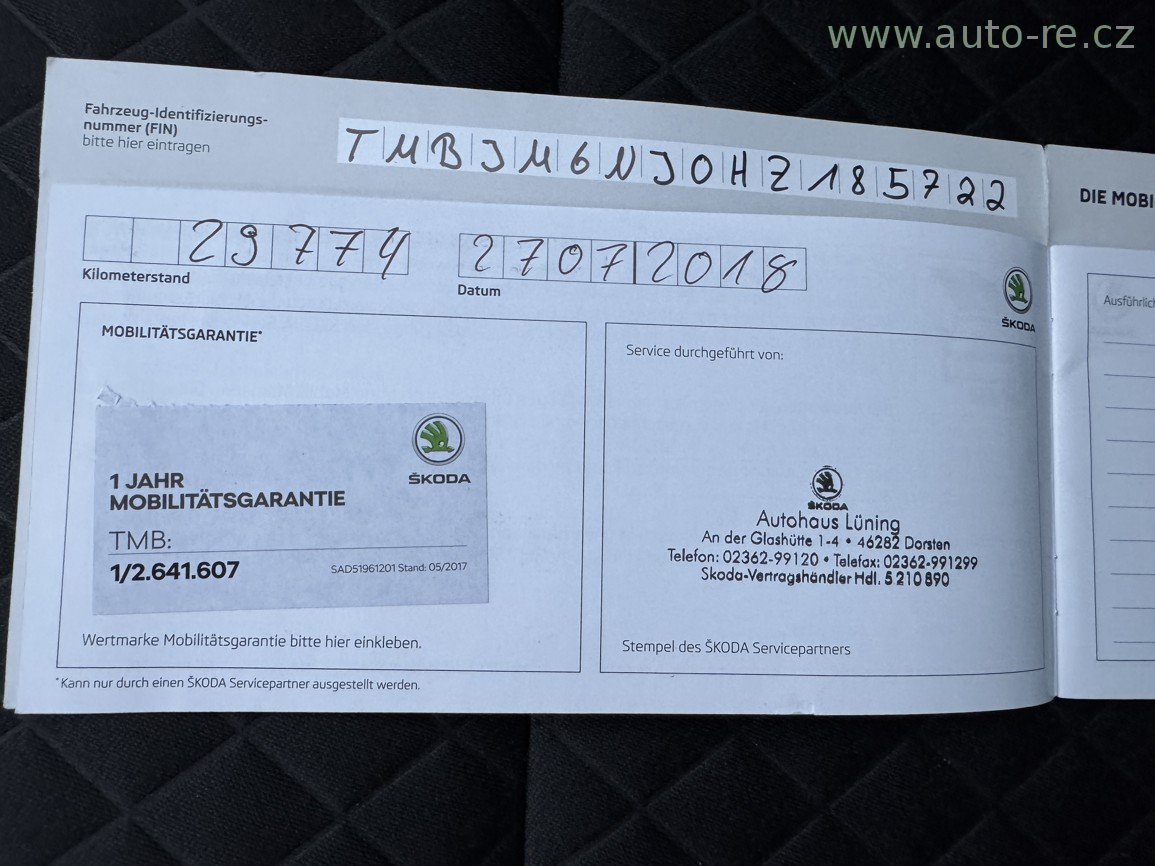 www.auto-re.cz
Fahrzeug-Identifizierungs-
nummer (FIN)
bitte hier eintragen
TMBJM6NJ0HZ185722
29774
Kilometerstand
27072018
Datum
ŠKODA
MOBILITÄTSGARANTIE*
ŠKODA
1 JAHR
MOBILITÄTSGARANTIE
TMB:
1/2.641.607
SAD51961201 Stand: 05/2017
Wertmarke Mobilitätsgarantie bitte hier einkleben.
*Kann nur durch einen ŠKODA Servicepartner ausgestellt werden.
Service durchgeführt von:
ŠKODA
Autohaus Lüning
An der Glashütte 1-4 • 46282 Dorsten
Telefon: 02362-99120 • Telefax: 02362-991299
Skoda-Vertragshändler Hdl. 5 210 890
Stempel des ŠKODA Servicepartners
DIE MOBI
Ausführlic